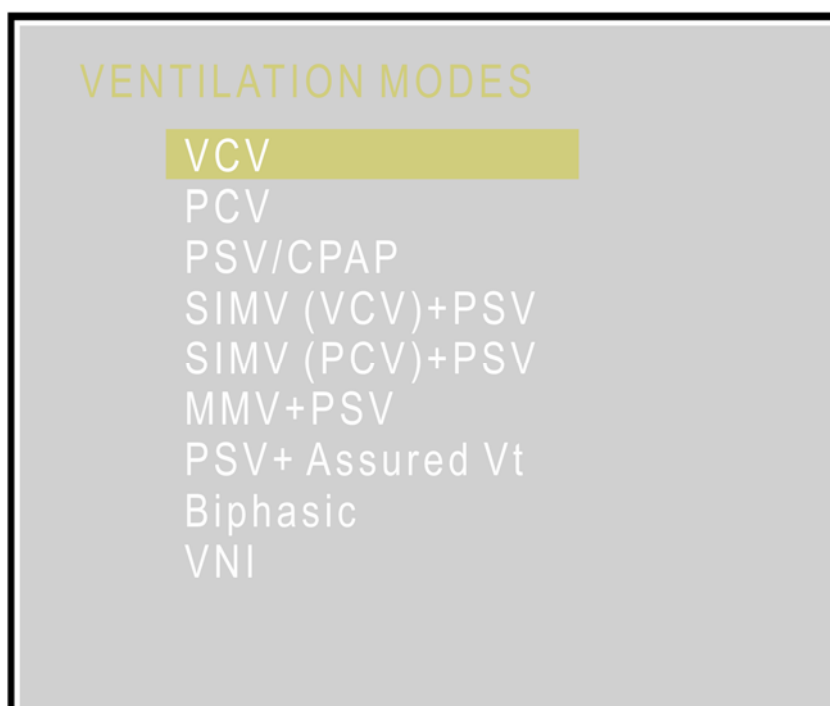 VENTILATION MODES
VCV
PCV
PSV/CPAP
SIMV (VCV)+PSV
SIMV (PCV)+PSV
MMV+PSV
PSV+ Assured Vt
Biphasic
VNI